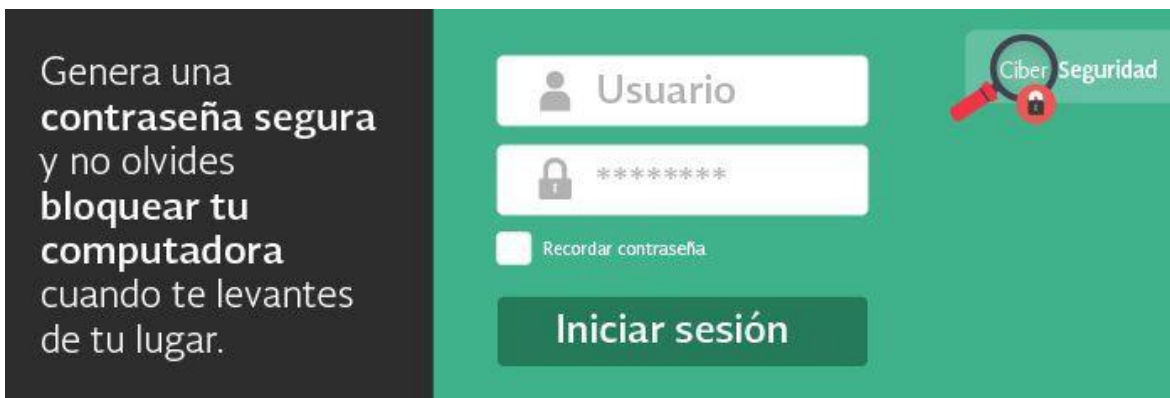 Genera una
contraseña segura
y no olvides
bloquear tu
computadora
cuando te levantes
de tu lugar.
Usuario
********
Recordar contraseña
Iniciar sesión
Ciber Seguridad